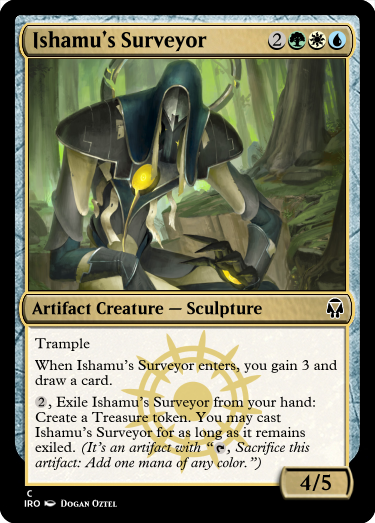 Ishamu's Surveyor 2
Artifact Creature — Sculpture
Trample
When Ishamu's Surveyor enters, you gain 3 and
draw a card.
2, Exile Ishamu's Surveyor from your hand:
Create a Treasure token. You may cast
Ishamu's Surveyor for as long as it remains
exiled. (It's an artifact with “, Sacrifice this
artifact: Add one mana of any color.”)
4/5
C
IRO DOGAN OZTEL